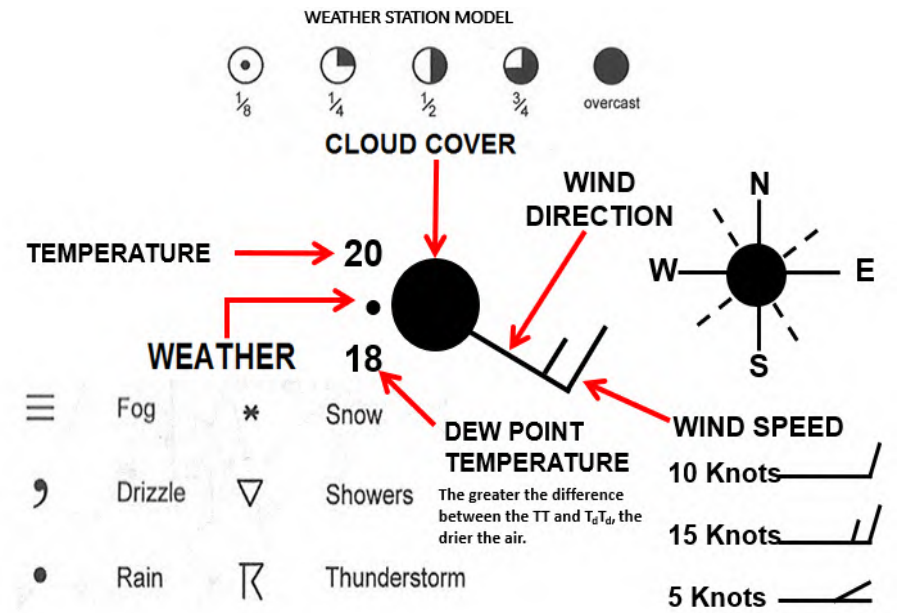 WEATHER STATION MODEL
1/8
1/4
1/2
3/4
overcast
CLOUD COVER
WIND
DIRECTION
N
TEMPERATURE
20
W
E
WEATHER
18
S
Fog
Snow
DEW POINT
TEMPERATURE
WIND SPEED
The greater the difference
between the TT and TdTd, the
drier the air.
10 Knots
Drizzle
Showers
15 Knots
Rain
Thunderstorm
5 Knots